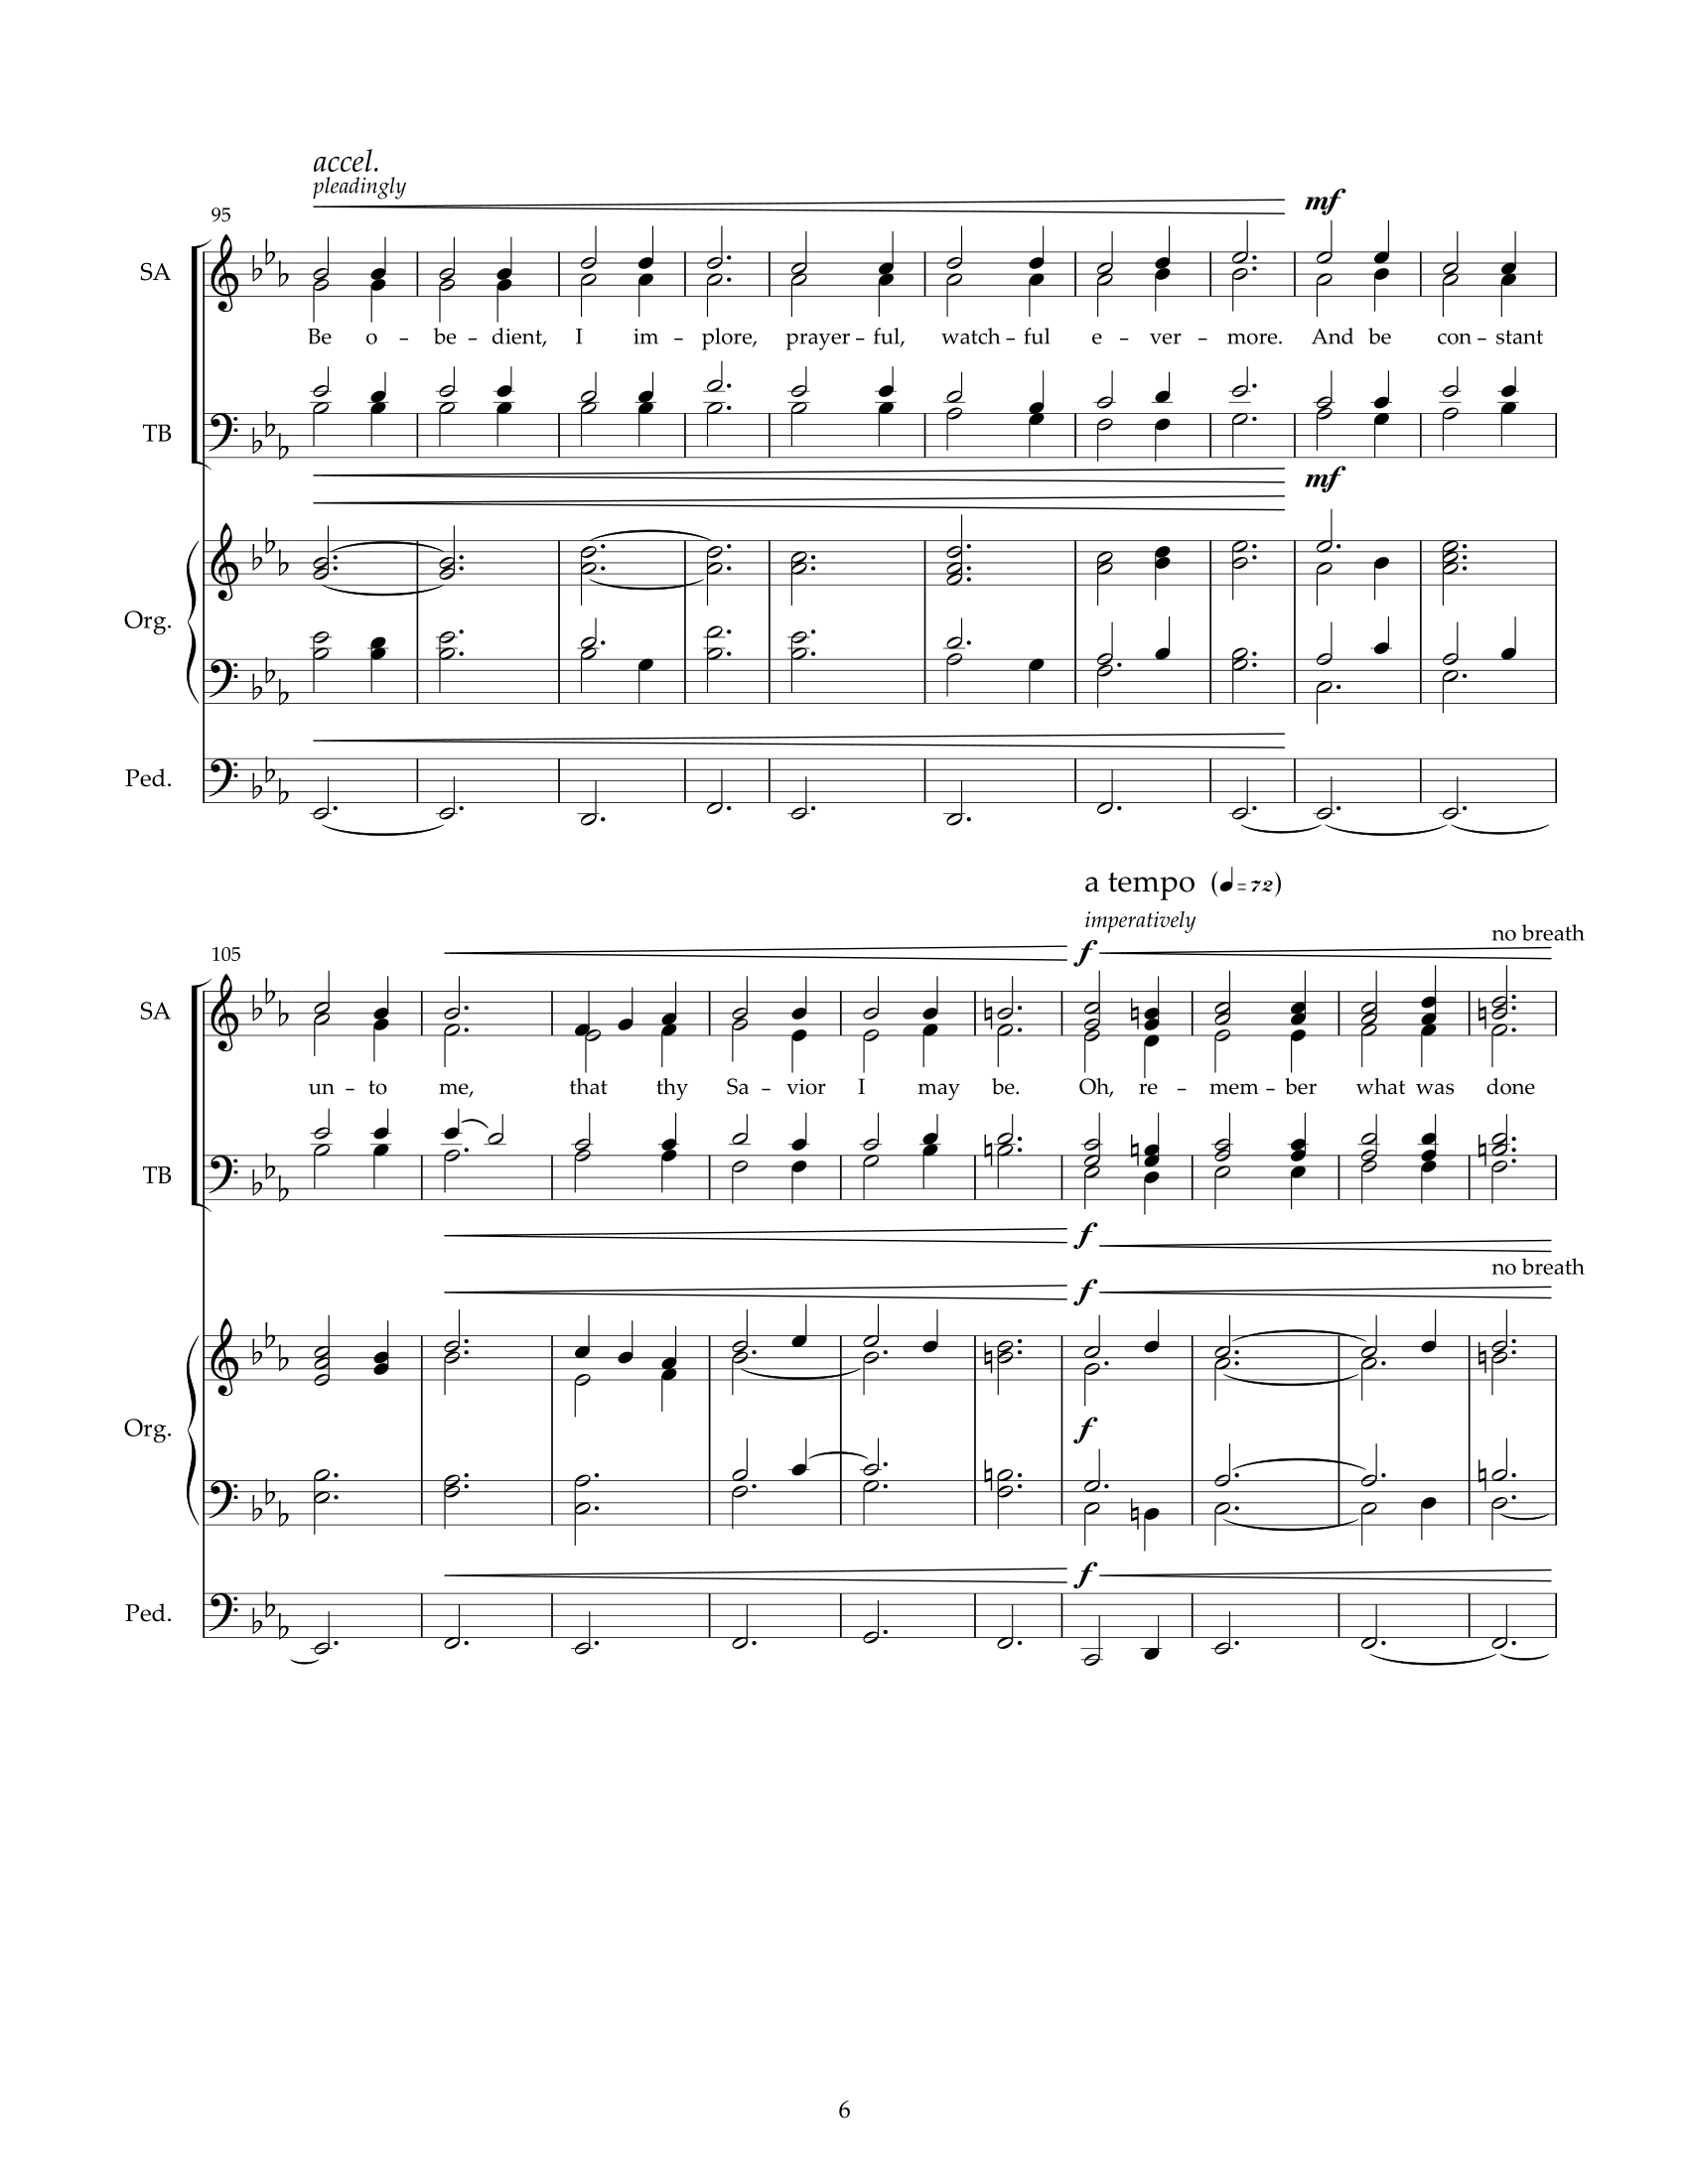 accel.
pleadingly
95
mf
SA
Be o – be – dient, I im – plore, prayer – ful, watch – ful e – ver – more. And be con – stant
TB
mf
Org.
Ped.
a tempo (♩=72)
imperatively
no breath
105
f
SA
un – to me, that thy Sa – vior I may be. Oh, re – mem – ber what was done
TB
f
no breath
f
Org.
f
f
Ped.
6